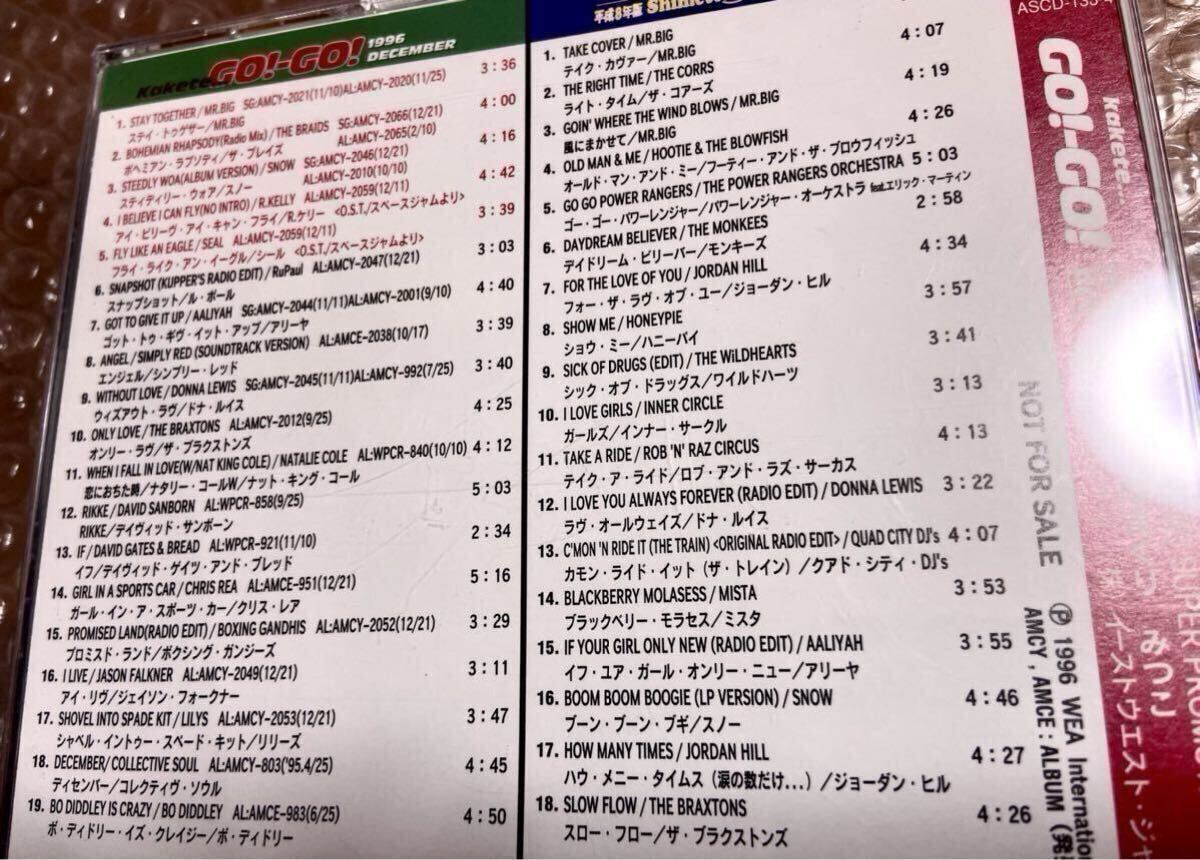 Kakete
GO!-GO!
1996
DECEMBER
1. STAY TOGETHER / MR.BIG SG:AMCY-2021(11/10)AL:AMCY-2020(11/25) 3:36
ステイ・トゥゲザー/MR.BIG
2. BOHEMIAN RHAPSODY(Radio Mix) / THE BRAIDS SG:AMCY-2066(12/21) 4:00
ボヘミアン・ラプソディ/ザ・ブレイズ AL:AMCY-2065(2/10)
3. STEEDLY WOA(ALBUM VERSION) / SNOW SG:AMCY-2046(12/21) 4:16
スティディリー・ウォア/スノー AL:AMCY-2010(10/10)
4. I BELIEVE I CAN FLY(NO INTRO) / R.KELLY AL:AMCY-2059(12/11) 4:42
アイ・ビリーヴ・アイ・キャン・フライ/R.ケリー <O.S.T./スペースジャムより>
5. FLY LIKE AN EAGLE / SEAL AL:AMCY-2059(12/11) 3:39
フライ・ライク・アン・イーグル/シール <O.S.T./スペースジャムより>
6. SNAPSHOT (KUPPER'S RADIO EDIT) / RuPaul AL:AMCY-2047(12/21) 3:03
スナップショット/ル・ポール
7. GOT TO GIVE IT UP / AALIYAH SG:AMCY-2044(11/11)AL:AMCY-2001(9/10) 4:40
ゴット・トゥ・ギヴ・イット・アップ/アリーヤ
8. ANGEL / SIMPLY RED (SOUNDTRACK VERSION) AL:AMCE-2038(10/17) 3:39
エンジェル/シンプリー・レッド
9. WITHOUT LOVE / DONNA LEWIS SG:AMCY-2045(11/11)AL:AMCY-992(7/25) 3:40
ウィズアウト・ラヴ/ドナ・ルイス
10. ONLY LOVE / THE BRAXTONS AL:AMCY-2012(9/25) 4:25
オンリー・ラヴ/ザ・ブラクストンズ
11. WHEN I FALL IN LOVE(W/NAT KING COLE) / NATALIE COLE AL:WPCR-840(10/10) 4:12
恋におちた時/ナタリー・コールW/ナット・キング・コール
12. RIKKE / DAVID SANBORN AL:WPCR-858(9/25) 5:03
RIKKE/デイヴィッド・サンボーン
13. IF / DAVID GATES & BREAD AL:WPCR-921(11/10) 2:34
イフ/デイヴィッド・ゲイツ・アンド・ブレッド
14. GIRL IN A SPORTS CAR / CHRIS REA AL:AMCE-951(12/21) 5:16
ガール・イン・ア・スポーツ・カー/クリス・レア
15. PROMISED LAND(RADIO EDIT) / BOXING GANDHIS AL:AMCY-2052(12/21) 3:29
プロミスド・ランド/ボクシング・ガンジーズ
16. I LIVE / JASON FALKNER AL:AMCY-2049(12/21) 3:11
アイ・リヴ/ジェイソン・フォークナー
17. SHOVEL INTO SPADE KIT / LILYS AL:AMCY-2053(12/21) 3:47
シャベル・イントゥー・スペード・キット/リリーズ
18. DECEMBER / COLLECTIVE SOUL AL:AMCY-803('95.4/25) 4:45
ディセンバー/コレクティヴ・ソウル
19. BO DIDDLEY IS CRAZY / BO DIDDLEY AL:AMCE-983(6/25) 4:50
ボ・ディドリー・イズ・クレイジー/ボ・ディドリー
平成8年版
1. TAKE COVER / MR.BIG 4:07
テイク・カヴァー/MR.BIG
2. THE RIGHT TIME / THE CORRS 4:19
ライト・タイム/ザ・コアーズ
3. GOIN' WHERE THE WIND BLOWS / MR.BIG 4:26
風にまかせて/MR.BIG
4. OLD MAN & ME / HOOTIE & THE BLOWFISH
オールド・マン・アンド・ミー/フーティー・アンド・ザ・ブロウフィッシュ
5. GO GO POWER RANGERS / THE POWER RANGERS ORCHESTRA 5:03
ゴー・ゴー・パワーレンジャー/パワーレンジャー・オーケストラ feat.エリック・マーティン
6. DAYDREAM BELIEVER / THE MONKEES 2:58
デイドリーム・ビリーバー/モンキーズ
7. FOR THE LOVE OF YOU / JORDAN HILL 4:34
フォー・ザ・ラヴ・オブ・ユー/ジョーダン・ヒル
8. SHOW ME / HONEYPIE 3:57
ショウ・ミー/ハニーパイ
9. SICK OF DRUGS (EDIT) / THE WiLDHEARTS 3:41
シック・オブ・ドラッグス/ワイルドハーツ
10. I LOVE GIRLS / INNER CIRCLE 3:13
ガールズ/インナー・サークル
11. TAKE A RIDE / ROB 'N' RAZ CIRCUS 4:13
テイク・ア・ライド/ロブ・アンド・ラズ・サーカス
12. I LOVE YOU ALWAYS FOREVER (RADIO EDIT) / DONNA LEWIS 3:22
ラヴ・オールウェイズ/ドナ・ルイス
13. C'MON 'N RIDE IT (THE TRAIN) <ORIGINAL RADIO EDIT> / QUAD CITY DJ's 4:07
カモン・ライド・イット (ザ・トレイン) /クアド・シティ・DJ's
14. BLACKBERRY MOLASESS / MISTA 3:53
ブラックベリー・モラセス/ミスタ
15. IF YOUR GIRL ONLY NEW (RADIO EDIT) / AALIYAH 3:55
イフ・ユア・ガール・オンリー・ニュー/アリーヤ
16. BOOM BOOM BOOGIE (LP VERSION) / SNOW 4:46
ブーン・ブーン・ブギ/スノー
17. HOW MANY TIMES / JORDAN HILL 4:27
ハウ・メニー・タイムス (涙の数だけ...) /ジョーダン・ヒル
18. SLOW FLOW / THE BRAXTONS 4:26
スロー・フロー/ザ・ブラクストンズ
NOT FOR SALE
Ⓟ 1996 WEA Internation
AMCY, AMCE : ALBUM
Kakete
GO!-GO!
イーストウエスト・ジャ